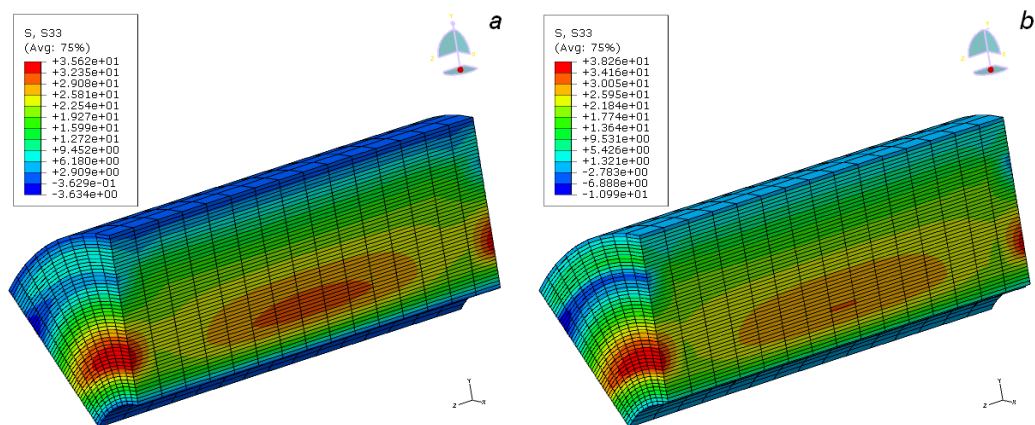 a
S, S33
(Avg: 75%)
+3.562e+01
+3.235e+01
+2.908e+01
+2.581e+01
+2.254e+01
+1.927e+01
+1.599e+01
+1.272e+01
+9.452e+00
+6.180e+00
+2.909e+00
-3.629e-01
-3.634e+00
Y
Z
X
Y
Z
X
b
S, S33
(Avg: 75%)
+3.826e+01
+3.416e+01
+3.005e+01
+2.595e+01
+2.184e+01
+1.774e+01
+1.364e+01
+9.531e+00
+5.426e+00
+1.321e+00
-2.783e+00
-6.888e+00
-1.099e+01
Y
Z
X
Y
Z
X